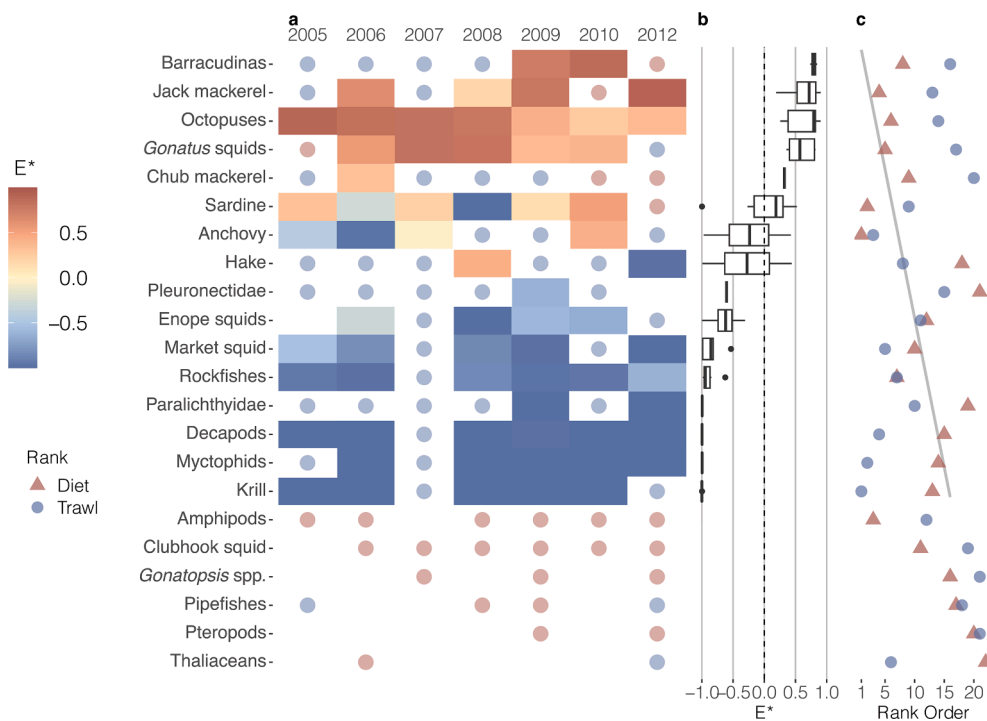 a b c
2005 2006 2007 2008 2009 2010 2012
Barracudinas
Jack mackerel
Octopuses
Gonatus squids
Chub mackerel
Sardine
Anchovy
Hake
Pleuronectidae
Enope squids
Market squid
Rockfishes
Paralichthyidae
Decapods
Myctophids
Krill
Amphipods
Clubhook squid
Gonatopsis spp.
Pipefishes
Pteropods
Thaliaceans
E*
0.5
0.0
−0.5
Rank
Diet
Trawl
−1.0 −0.5 0.0 0.5 1.0
E*
1 5 10 15 20
Rank Order